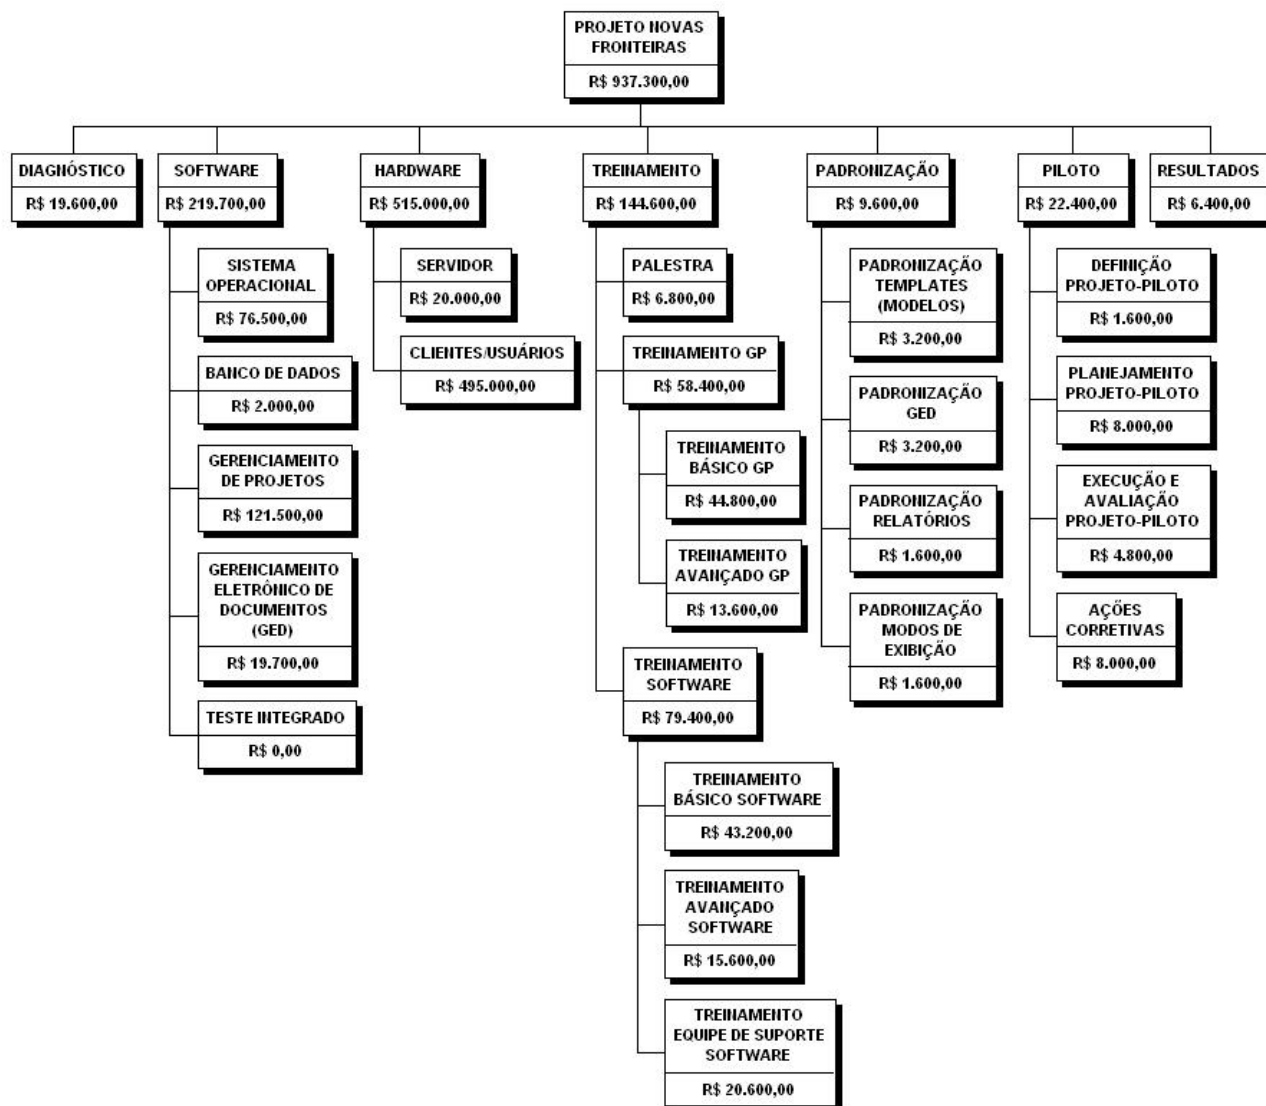 PROJETO NOVAS
FRONTEIRAS
R$ 937.300,00
DIAGNÓSTICO
R$ 19.600,00
SOFTWARE
R$ 219.700,00
SISTEMA
OPERACIONAL
R$ 76.500,00
BANCO DE DADOS
R$ 2.000,00
GERENCIAMENTO
DE PROJETOS
R$ 121.500,00
GERENCIAMENTO
ELETRÔNICO DE
DOCUMENTOS
(GED)
R$ 19.700,00
TESTE INTEGRADO
R$ 0,00
HARDWARE
R$ 515.000,00
SERVIDOR
R$ 20.000,00
CLIENTES/USUÁRIOS
R$ 495.000,00
TREINAMENTO
R$ 144.600,00
PALESTRA
R$ 6.800,00
TREINAMENTO GP
R$ 58.400,00
TREINAMENTO
BÁSICO GP
R$ 44.800,00
TREINAMENTO
AVANÇADO GP
R$ 13.600,00
TREINAMENTO
SOFTWARE
R$ 79.400,00
TREINAMENTO
BÁSICO SOFTWARE
R$ 43.200,00
TREINAMENTO
AVANÇADO
SOFTWARE
R$ 15.600,00
TREINAMENTO
EQUIPE DE SUPORTE
SOFTWARE
R$ 20.600,00
PADRONIZAÇÃO
R$ 9.600,00
PADRONIZAÇÃO
TEMPLATES
(MODELOS)
R$ 3.200,00
PADRONIZAÇÃO
GED
R$ 3.200,00
PADRONIZAÇÃO
RELATÓRIOS
R$ 1.600,00
PADRONIZAÇÃO
MODOS DE
EXIBIÇÃO
R$ 1.600,00
PILOTO
R$ 22.400,00
DEFINIÇÃO
PROJETO-PILOTO
R$ 1.600,00
PLANEJAMENTO
PROJETO-PILOTO
R$ 8.000,00
EXECUÇÃO E
AVALIAÇÃO
PROJETO-PILOTO
R$ 4.800,00
AÇÕES
CORRETIVAS
R$ 8.000,00
RESULTADOS
R$ 6.400,00